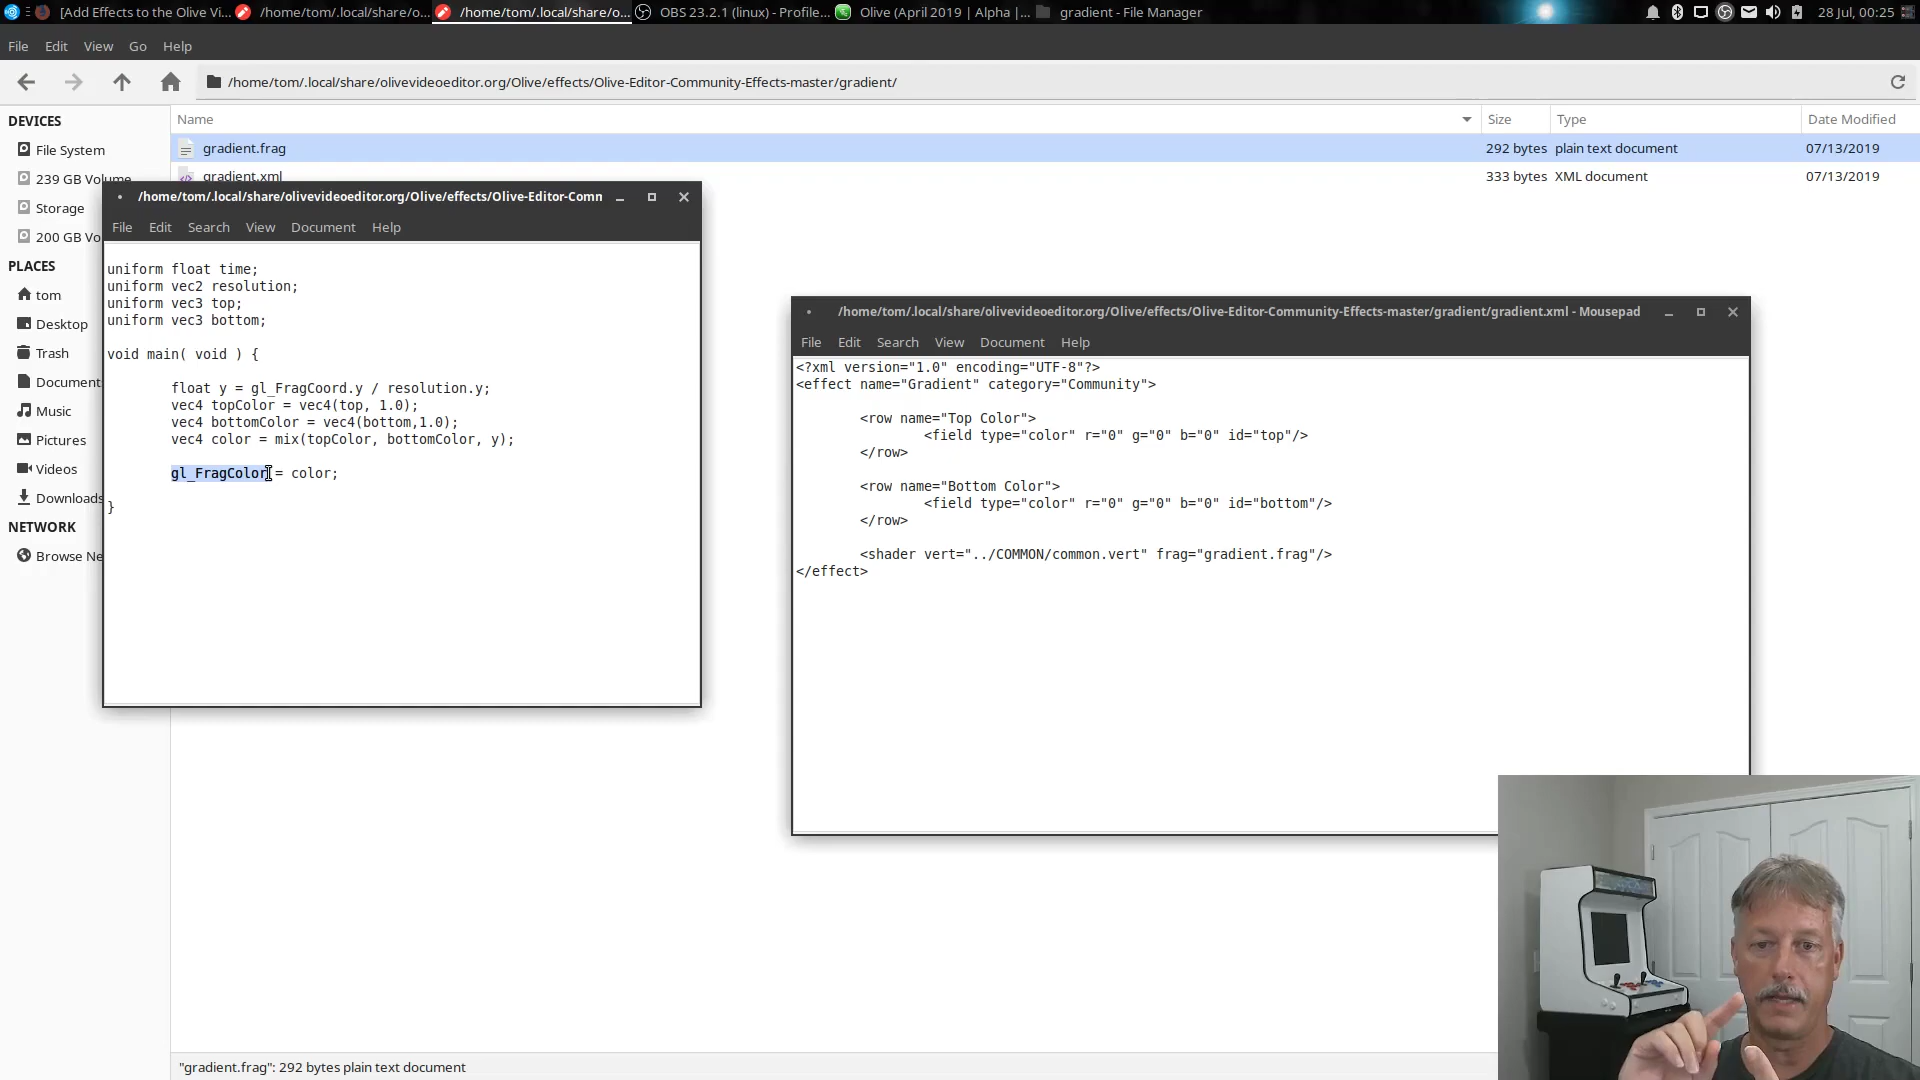 [Add Effects to the Olive Vi...
/home/tom/.local/share/o...
/home/tom/.local/share/o...
OBS 23.2.1 (linux) - Profile...
Olive (April 2019 | Alpha |...
gradient - File Manager
28 Jul, 00:25
File Edit View Go Help
/home/tom/.local/share/olivevideoeditor.org/Olive/effects/Olive-Editor-Community-Effects-master/gradient/
DEVICES
File System
239 GB Volume
Storage
200 GB Vo
PLACES
tom
Desktop
Trash
Document
Music
Pictures
Videos
Downloads
NETWORK
Browse Ne
Name Size Type Date Modified
gradient.frag 292 bytes plain text document 07/13/2019
gradient.xml 333 bytes XML document 07/13/2019
/home/tom/.local/share/olivevideoeditor.org/Olive/effects/Olive-Editor-Comn
File Edit Search View Document Help
uniform float time;
uniform vec2 resolution;
uniform vec3 top;
uniform vec3 bottom;
void main( void ) {
float y = gl_FragCoord.y / resolution.y;
vec4 topColor = vec4(top, 1.0);
vec4 bottomColor = vec4(bottom,1.0);
vec4 color = mix(topColor, bottomColor, y);
gl_FragColor = color;
}
/home/tom/.local/share/olivevideoeditor.org/Olive/effects/Olive-Editor-Community-Effects-master/gradient/gradient.xml - Mousepad
File Edit Search View Document Help
<?xml version="1.0" encoding="UTF-8"?>
<effect name="Gradient" category="Community">
<row name="Top Color">
<field type="color" r="0" g="0" b="0" id="top"/>
</row>
<row name="Bottom Color">
<field type="color" r="0" g="0" b="0" id="bottom"/>
</row>
<shader vert="../COMMON/common.vert" frag="gradient.frag"/>
</effect>
"gradient.frag": 292 bytes plain text document